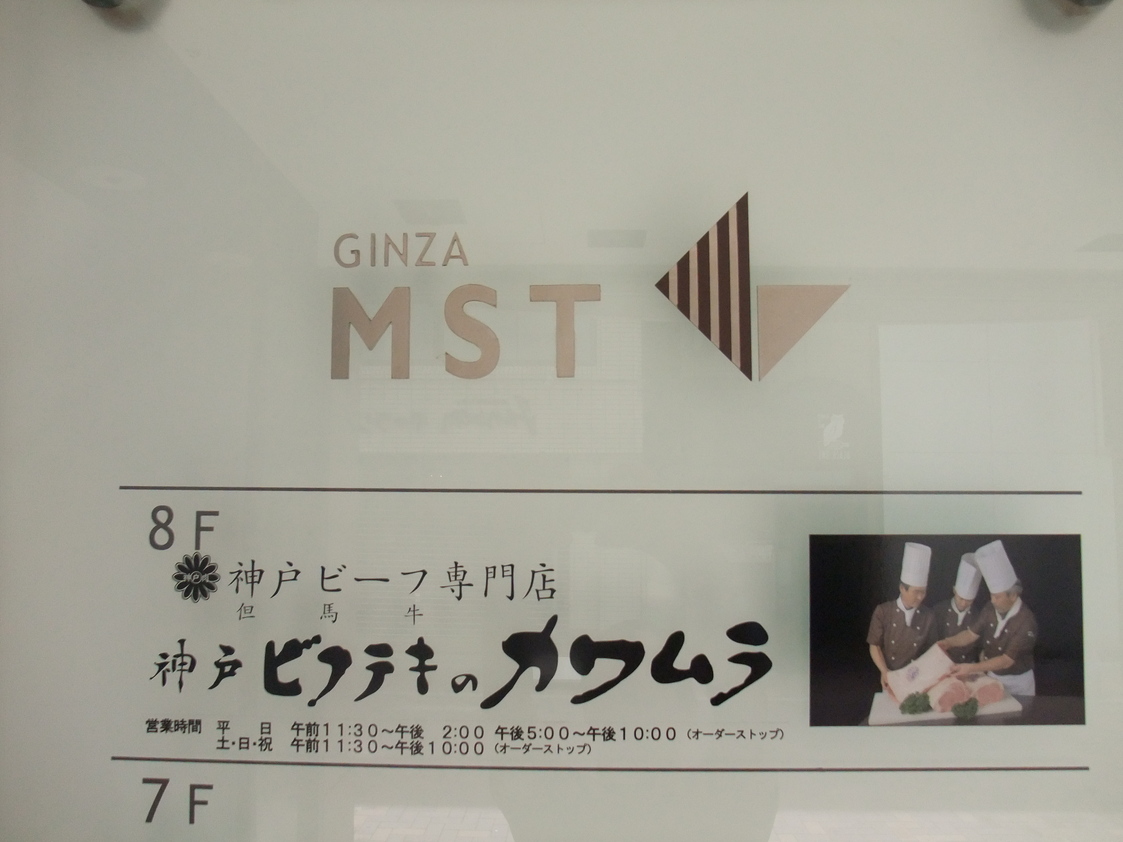 GINZA
MST
8F
神戸ビーフ専門店
但馬牛
神戸ビフテキのカワムラ
営業時間 平日 午前11:30～午後 2:00 午後5:00～午後10:00 (オーダーストップ)
土・日・祝 午前11:30～午後10:00 (オーダーストップ)
7F